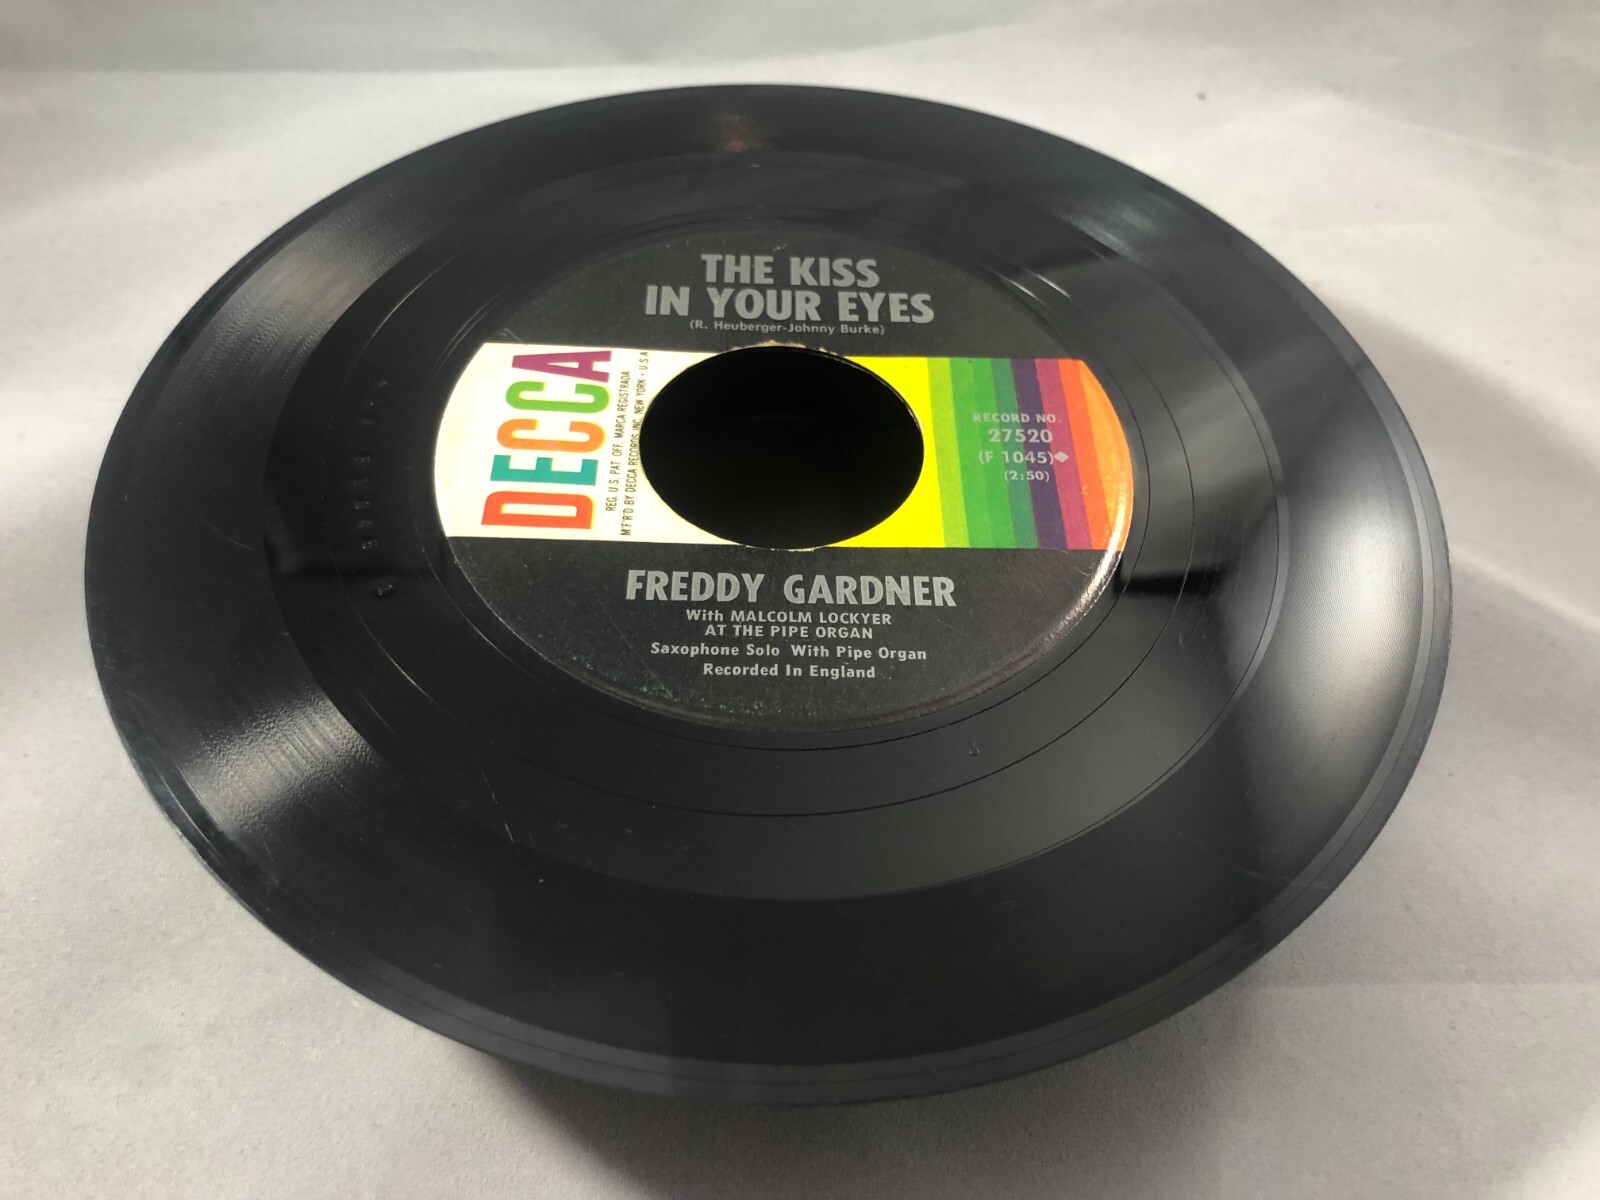 THE KISS
IN YOUR EYES
(R. Heuberger-Johnny Burke)
DECCA
REG. U.S. PAT. OFF. MARCA REGISTRADA
M'F'R'D BY DECCA RECORDS INC. NEW YORK · U S A
RECORD NO.
27520
(F 1045)◆
(2:50)
FREDDY GARDNER
With MALCOLM LOCKYER
AT THE PIPE ORGAN
Saxophone Solo With Pipe Organ
Recorded In England